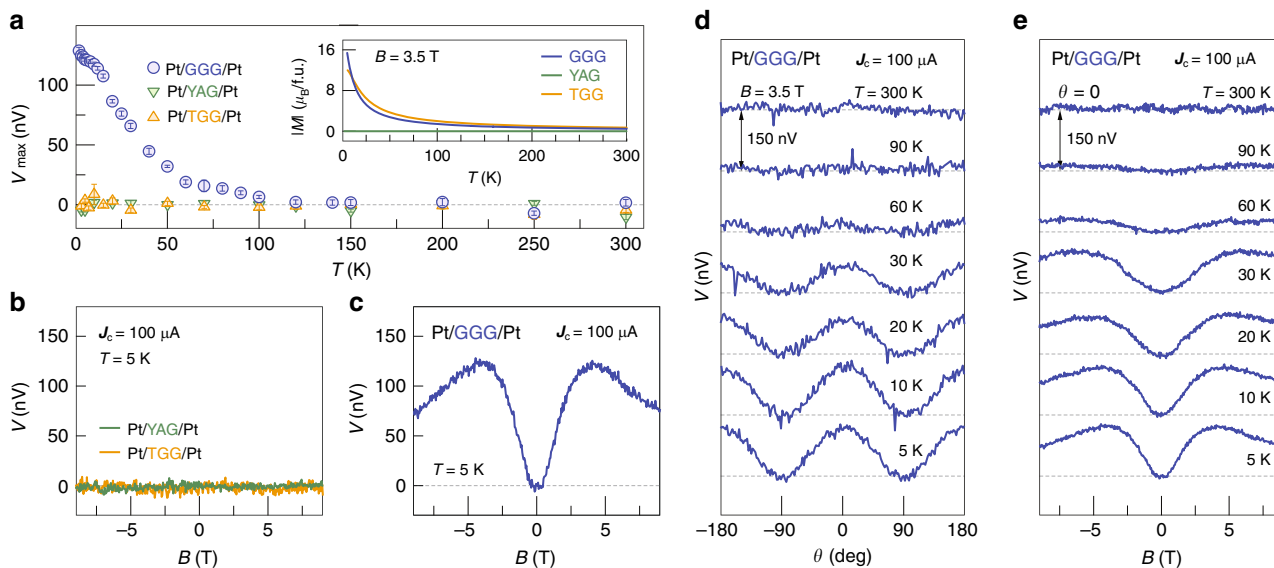 a
V max (nV)
100
50
0
Pt/GGG/Pt
Pt/YAG/Pt
Pt/TGG/Pt
0 50 100 150 200 250 300
T (K)
|M| (μB/f.u.)
16
8
0
B = 3.5 T
GGG
YAG
TGG
0 100 200 300
T (K)
b
V (nV)
150
100
50
0
Jc = 100 μA
T = 5 K
Pt/YAG/Pt
Pt/TGG/Pt
−5 0 5
B (T)
c
V (nV)
150
100
50
0
Pt/GGG/Pt Jc = 100 μA
T = 5 K
−5 0 5
B (T)
d
V (nV)
Pt/GGG/Pt Jc = 100 μA
B = 3.5 T T = 300 K
150 nV
90 K
60 K
30 K
20 K
10 K
5 K
−180 −90 0 90 180
θ (deg)
e
V (nV)
Pt/GGG/Pt Jc = 100 μA
θ = 0 T = 300 K
150 nV
90 K
60 K
30 K
20 K
10 K
5 K
−5 0 5
B (T)